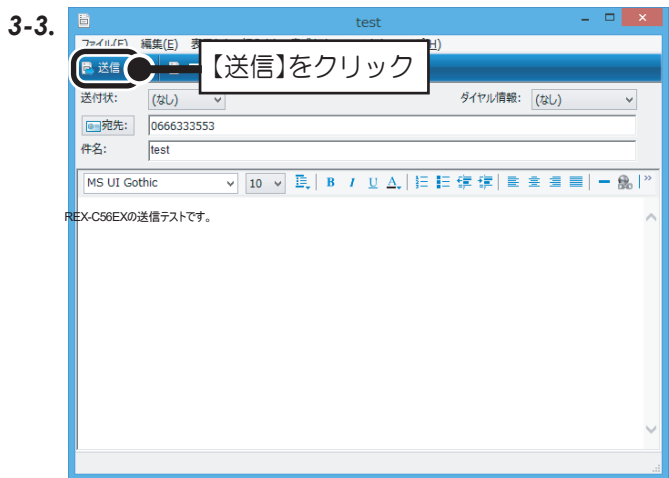 3-3.
test
ファイル(F) 編集(E)
送信
【送信】をクリック
送付状: (なし) ダイヤル情報: (なし)
宛先: 0666333553
件名: test
MS UI Gothic 10 B I U A
REX-C56EXの送信テストです。